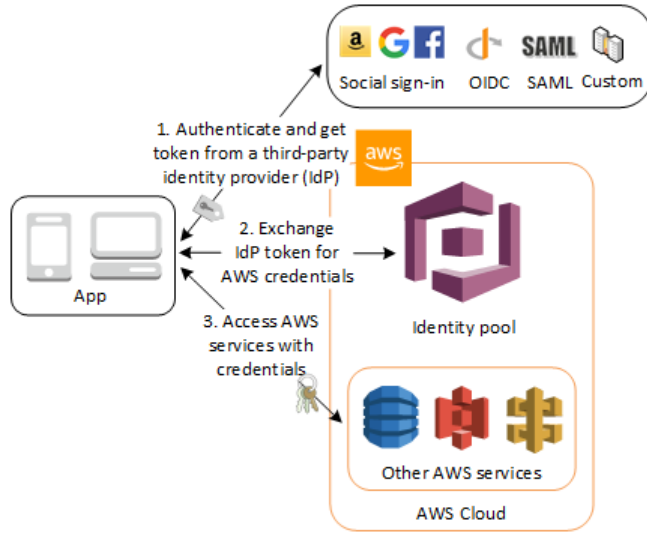 a
G
f
SAML
Social sign-in
OIDC
SAML
Custom
1. Authenticate and get
token from a third-party
identity provider (IdP)
aws
2. Exchange
IdP token for
AWS credentials
App
Identity pool
3. Access AWS
services with
credentials
Other AWS services
AWS Cloud